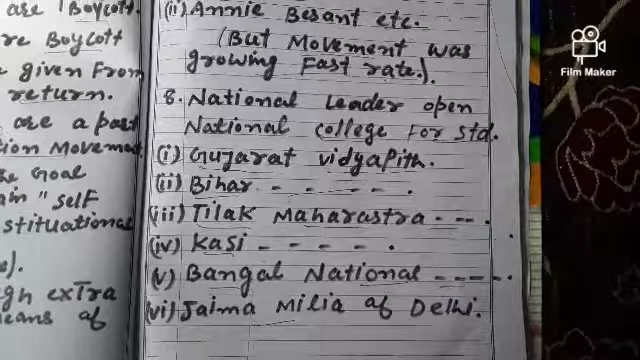 are Boycott.
re Boycott
given From
return.
are a part
tion Movement
se Goal
in "self
stituational
e).
gh exTra
eans of
(ii) Annie Besant etc.
(But Movement was
growing Fast rate.)
8. National Leader open
National college For std.
(i) Gujarat vidyapith.
(ii) Bihar - - - - - .
(iii) Tilak Maharastra - -- .
(iv) Kasi - - - - - .
(v) Bangal National - - - - - .
(vi) Jaima Milia of Delhi.
Film Maker